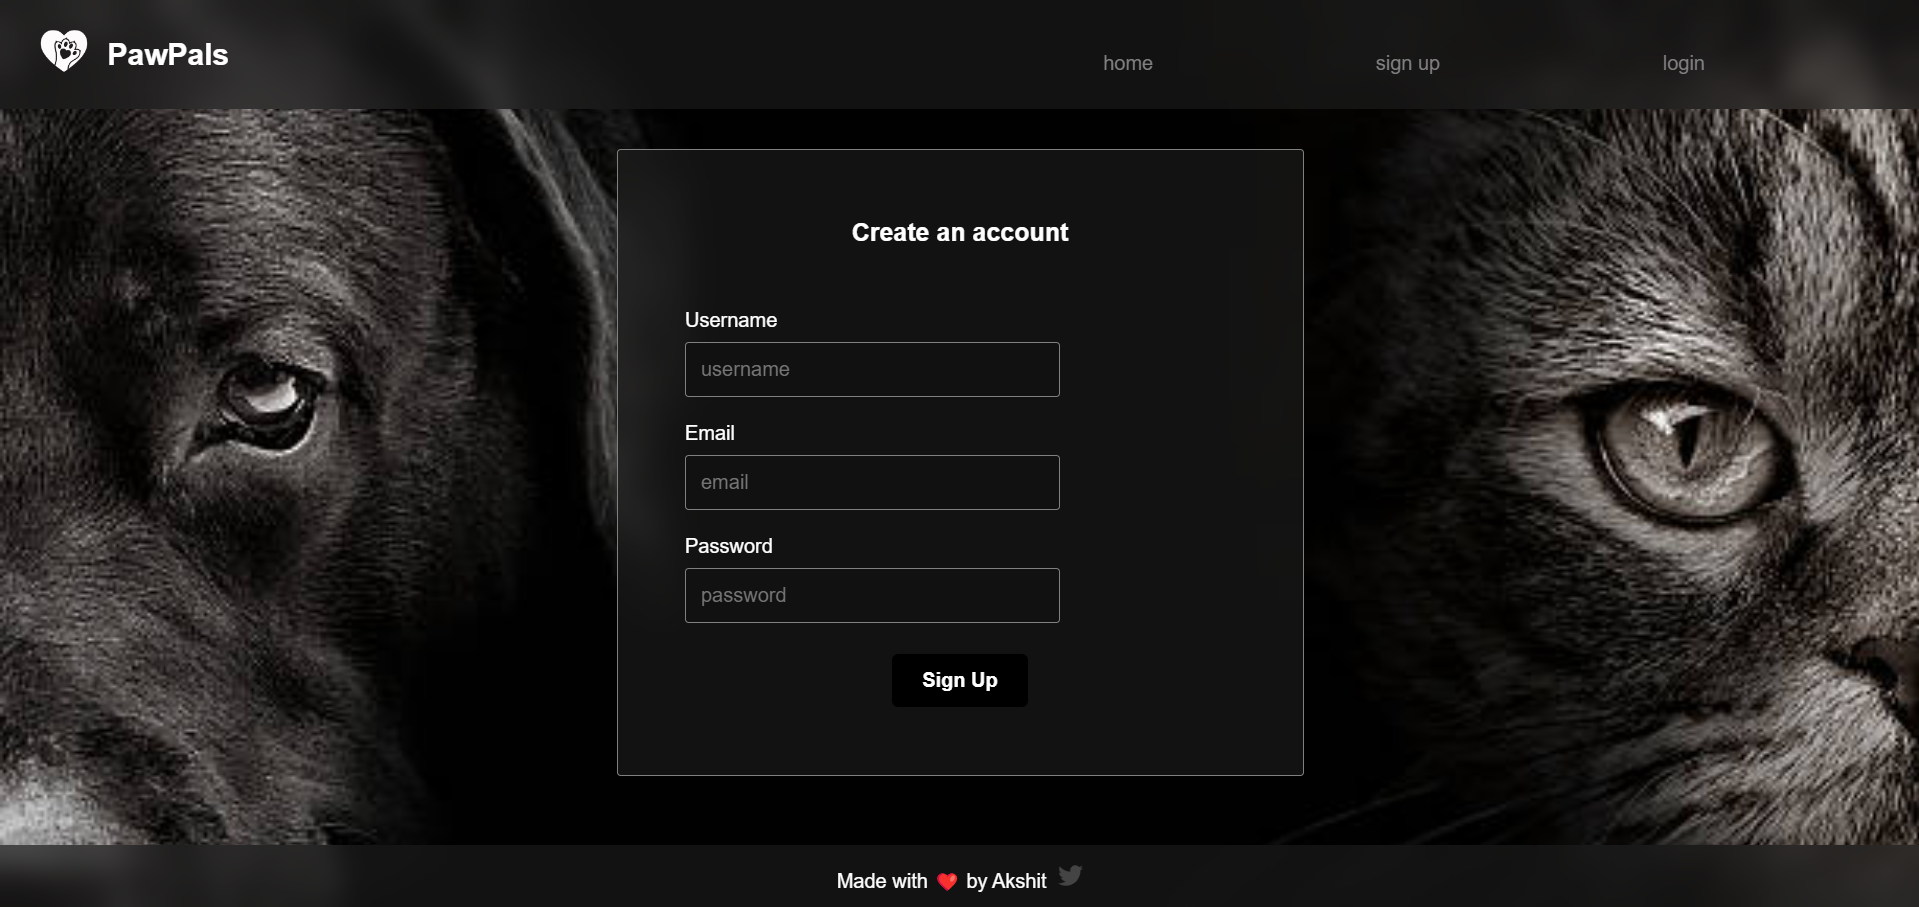 PawPals
home
sign up
login
Create an account
Username
username
Email
email
Password
password
Sign Up
Made with ❤️ by Akshit